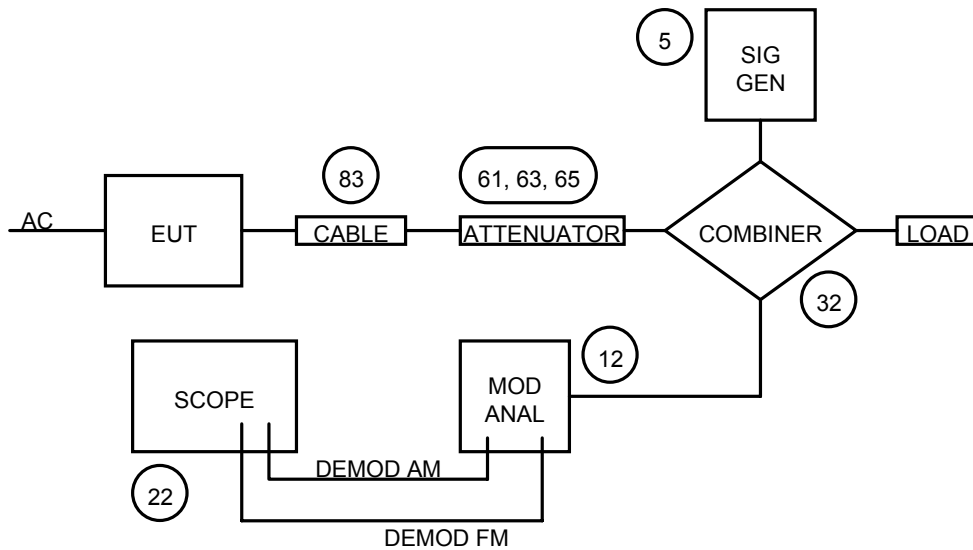 5
SIG
GEN
83
61, 63, 65
AC
EUT
CABLE
ATTENUATOR
COMBINER
LOAD
32
12
SCOPE
MOD
ANAL
DEMOD AM
22
DEMOD FM